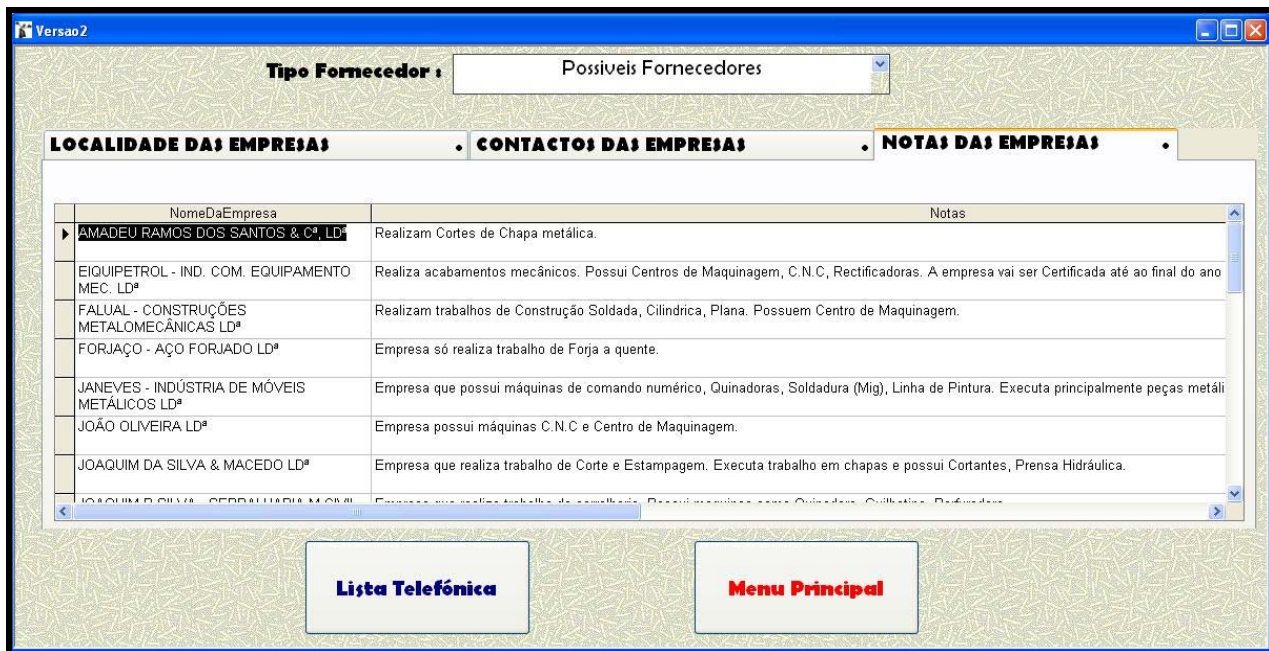 Versao2
Tipo Fornecedor :
Possiveis Fornecedores
LOCALIDADE DAS EMPRESAS
CONTACTOS DAS EMPRESAS
NOTAS DAS EMPRESAS
NomeDaEmpresa Notas
AMADEU RAMOS DOS SANTOS & Cª, LDª Realizam Cortes de Chapa metálica.
EIQUIPETROL - IND. COM. EQUIPAMENTO Realiza acabamentos mecânicos. Possui Centros de Maquinagem, C.N.C, Rectificadoras. A empresa vai ser Certificada até ao final do ano
MEC. LDª
FALUAL - CONSTRUÇÕES Realizam trabalhos de Construção Soldada, Cilindrica, Plana. Possuem Centro de Maquinagem.
METALOMECÂNICAS LDª
FORJAÇO - AÇO FORJADO LDª Empresa só realiza trabalho de Forja a quente.
JANEVES - INDÚSTRIA DE MÓVEIS Empresa que possui máquinas de comando numérico, Quinadoras, Soldadura (Mig), Linha de Pintura. Executa principalmente peças metáli
METÁLICOS LDª
JOÃO OLIVEIRA LDª Empresa possui máquinas C.N.C e Centro de Maquinagem.
JOAQUIM DA SILVA & MACEDO LDª Empresa que realiza trabalho de Corte e Estampagem. Executa trabalho em chapas e possui Cortantes, Prensa Hidráulica.
Lista Telefónica
Menu Principal